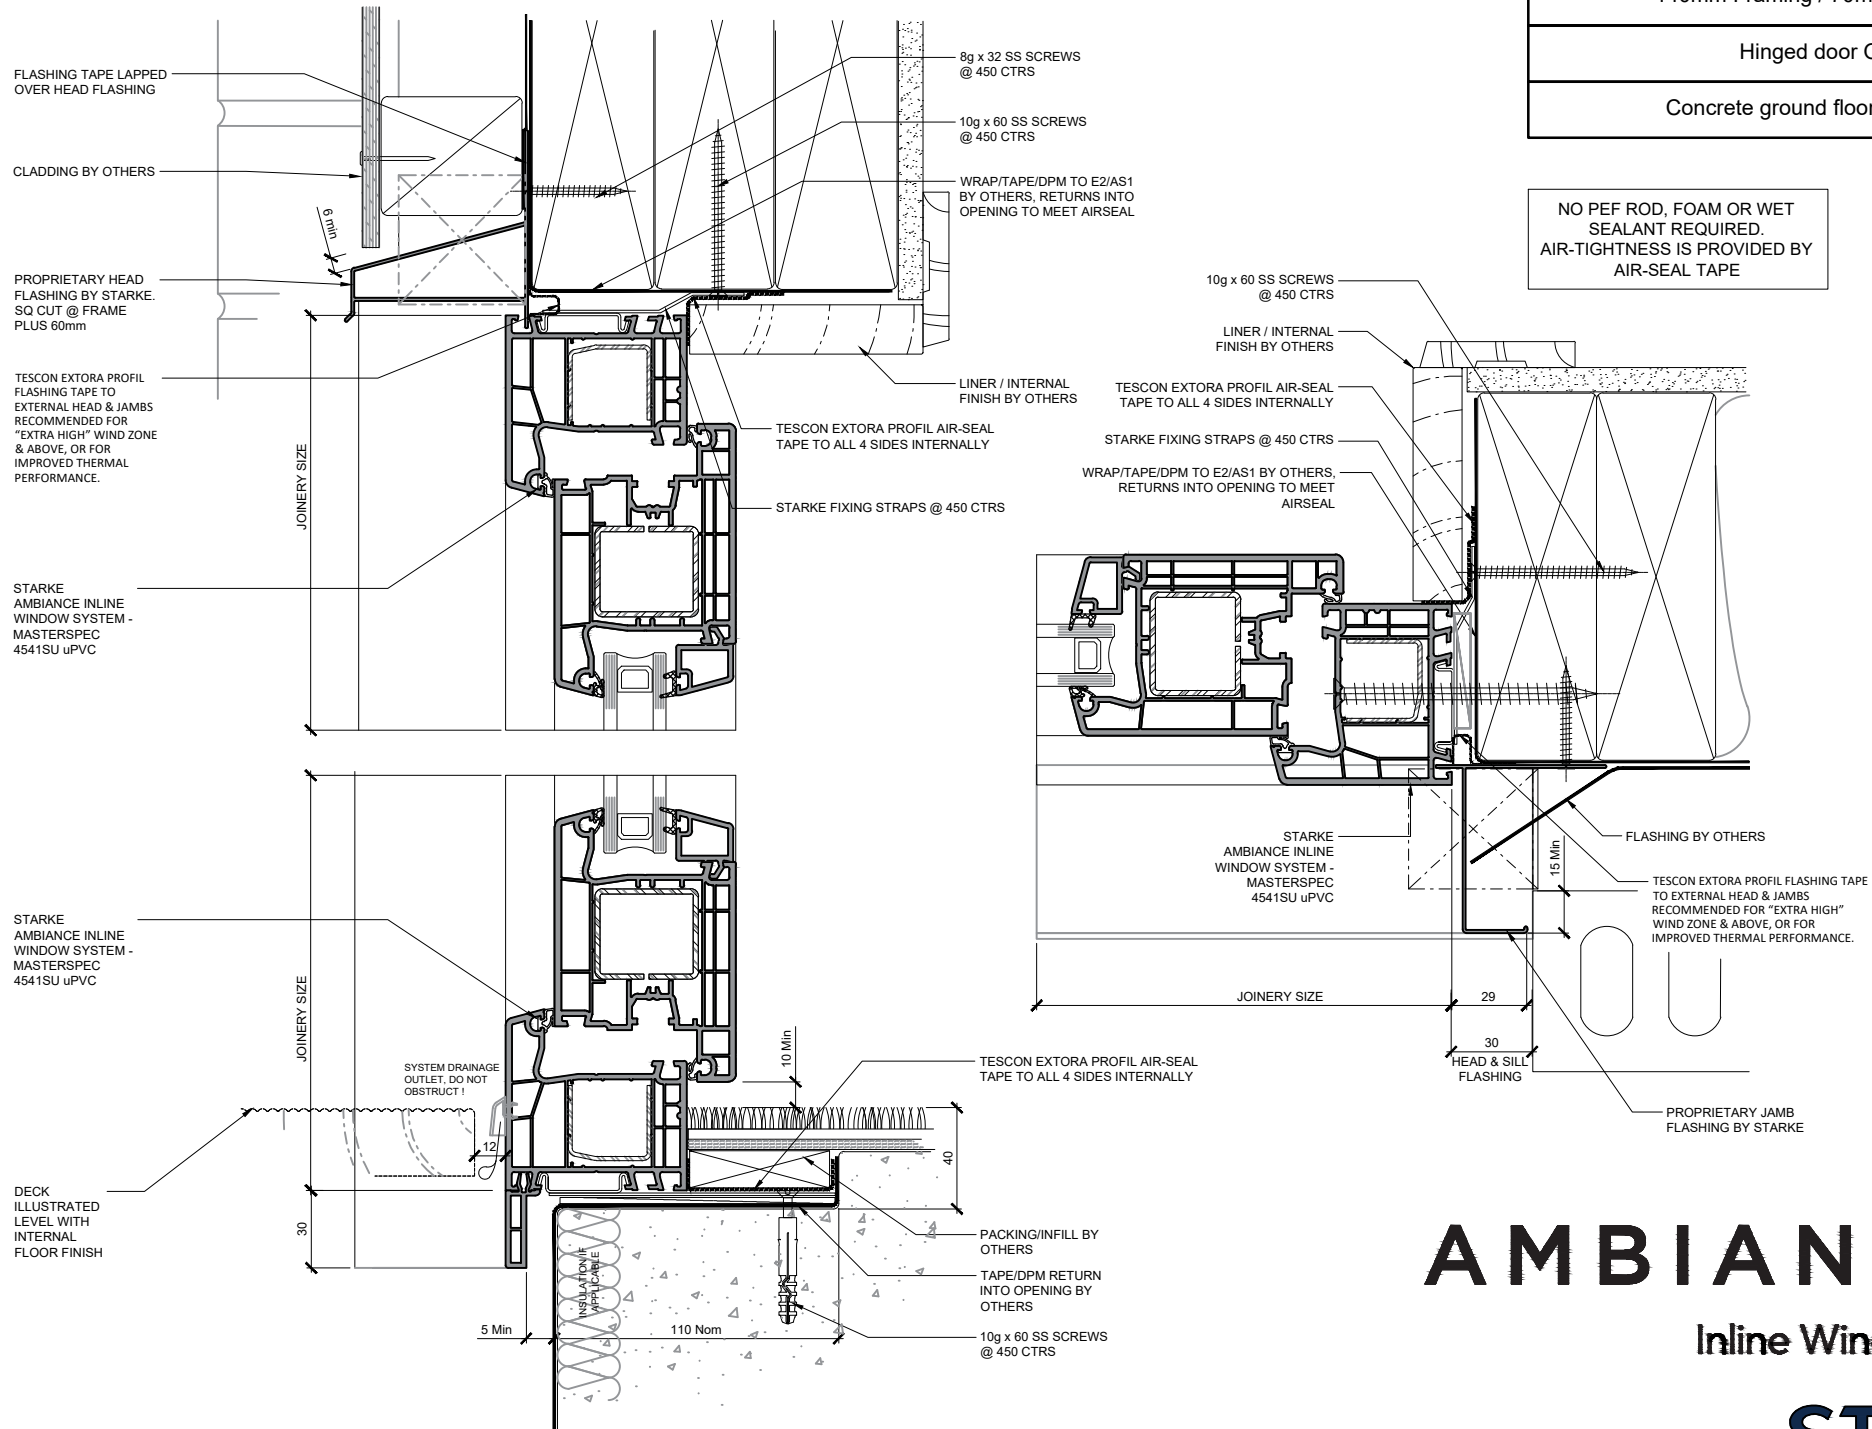 FLASHING TAPE LAPPED
OVER HEAD FLASHING
CLADDING BY OTHERS
6 min
PROPRIETARY HEAD
FLASHING BY STARKE.
SQ CUT @ FRAME
PLUS 60mm
TESCON EXTORA PROFIL
FLASHING TAPE TO
EXTERNAL HEAD & JAMBS
RECOMMENDED FOR
“EXTRA HIGH” WIND ZONE
& ABOVE, OR FOR
IMPROVED THERMAL
PERFORMANCE.
JOINERY SIZE
STARKE
AMBIANCE INLINE
WINDOW SYSTEM -
MASTERSPEC
4541SU uPVC
8g x 32 SS SCREWS
@ 450 CTRS
10g x 60 SS SCREWS
@ 450 CTRS
WRAP/TAPE/DPM TO E2/AS1
BY OTHERS, RETURNS INTO
OPENING TO MEET AIRSEAL
LINER / INTERNAL
FINISH BY OTHERS
TESCON EXTORA PROFIL AIR-SEAL
TAPE TO ALL 4 SIDES INTERNALLY
STARKE FIXING STRAPS @ 450 CTRS
STARKE
AMBIANCE INLINE
WINDOW SYSTEM -
MASTERSPEC
4541SU uPVC
JOINERY SIZE
SYSTEM DRAINAGE
OUTLET, DO NOT
OBSTRUCT !
12
DECK
ILLUSTRATED
LEVEL WITH
INTERNAL
FLOOR FINISH
30
5 Min
INSULATION IF
APPLICABLE
110 Nom
10 Min
40
TESCON EXTORA PROFIL AIR-SEAL
TAPE TO ALL 4 SIDES INTERNALLY
PACKING/INFILL BY
OTHERS
TAPE/DPM RETURN
INTO OPENING BY
OTHERS
10g x 60 SS SCREWS
@ 450 CTRS
Hinged door
Concrete ground floor
NO PEF ROD, FOAM OR WET
SEALANT REQUIRED.
AIR-TIGHTNESS IS PROVIDED BY
AIR-SEAL TAPE
10g x 60 SS SCREWS
@ 450 CTRS
LINER / INTERNAL
FINISH BY OTHERS
TESCON EXTORA PROFIL AIR-SEAL
TAPE TO ALL 4 SIDES INTERNALLY
STARKE FIXING STRAPS @ 450 CTRS
WRAP/TAPE/DPM TO E2/AS1 BY OTHERS,
RETURNS INTO OPENING TO MEET
AIRSEAL
STARKE
AMBIANCE INLINE
WINDOW SYSTEM -
MASTERSPEC
4541SU uPVC
15 Min
FLASHING BY OTHERS
TESCON EXTORA PROFIL FLASHING TAPE
TO EXTERNAL HEAD & JAMBS
RECOMMENDED FOR “EXTRA HIGH”
WIND ZONE & ABOVE, OR FOR
IMPROVED THERMAL PERFORMANCE.
JOINERY SIZE
29
30
HEAD & SILL
FLASHING
PROPRIETARY JAMB
FLASHING BY STARKE
AMBIAN
Inline Win
ST